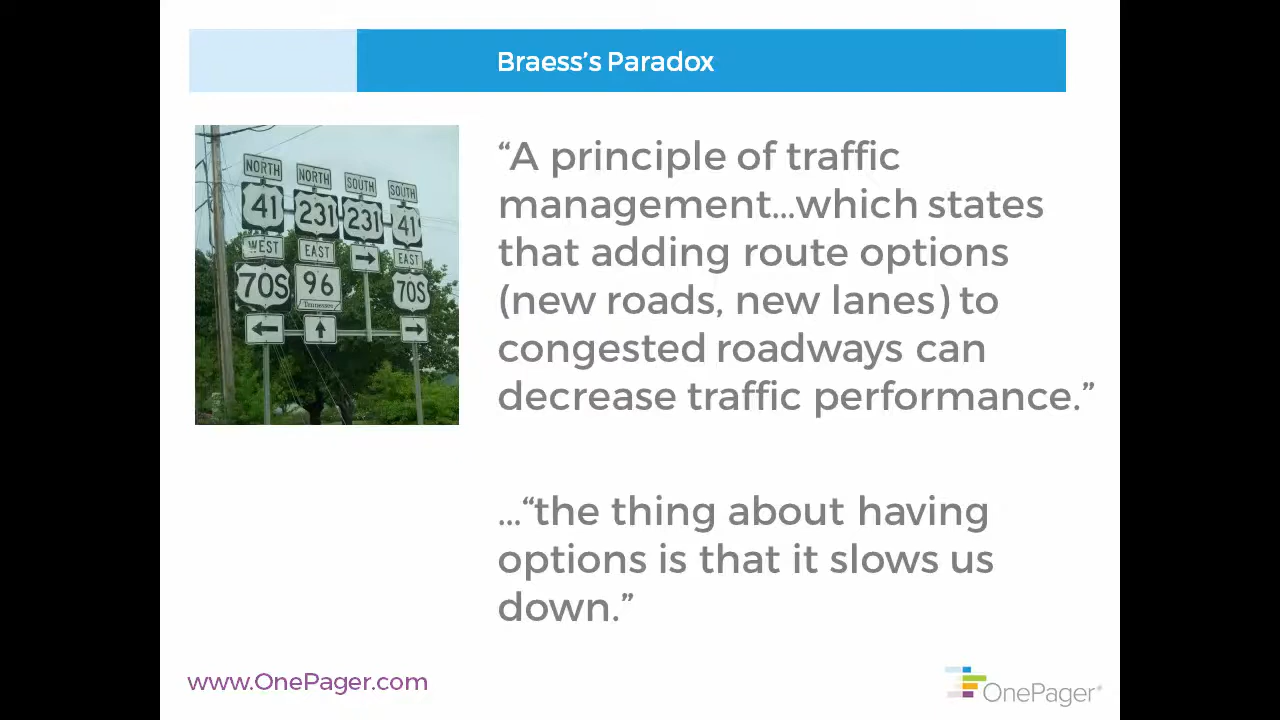 Braess's Paradox
NORTH NORTH SOUTH SOUTH
41 231 231 41
WEST EAST EAST
70S 96 70S
Tennessee
“A principle of traffic
management...which states
that adding route options
(new roads, new lanes) to
congested roadways can
decrease traffic performance.”
...“the thing about having
options is that it slows us
down.”
www.OnePager.com
OnePager®